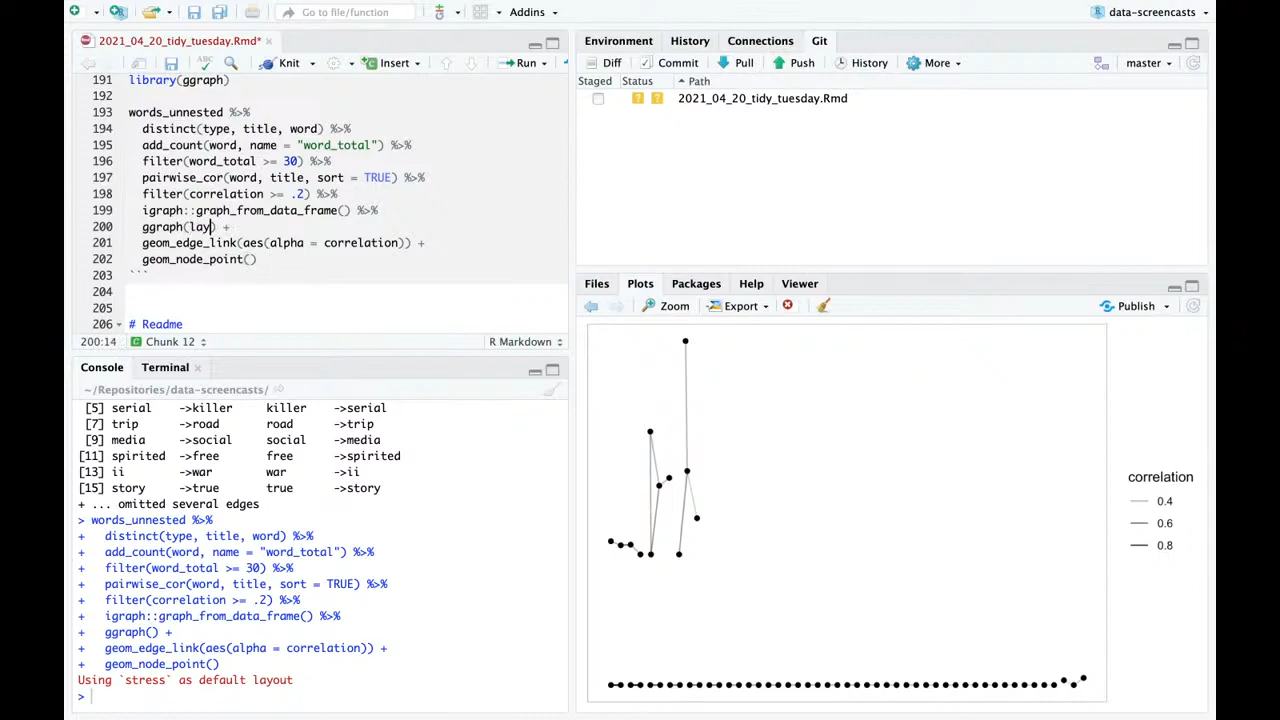 Go to file/function
Addins
data-screencasts
2021_04_20_tidy_tuesday.Rmd*
ABC
Knit
Insert
Run
191 library(ggraph)
192
193 words_unnested %>%
194 distinct(type, title, word) %>%
195 add_count(word, name = "word_total") %>%
196 filter(word_total >= 30) %>%
197 pairwise_cor(word, title, sort = TRUE) %>%
198 filter(correlation >= .2) %>%
199 igraph::graph_from_data_frame() %>%
200 ggraph(lay) +
201 geom_edge_link(aes(alpha = correlation)) +
202 geom_node_point()
203 ```
204
205
206 # Readme
200:14 Chunk 12 R Markdown
Console Terminal
~/Repositories/data-screencasts/
[5] serial ->killer killer ->serial
[7] trip ->road road ->trip
[9] media ->social social ->media
[11] spirited ->free free ->spirited
[13] ii ->war war ->ii
[15] story ->true true ->story
+ ... omitted several edges
> words_unnested %>%
+ distinct(type, title, word) %>%
+ add_count(word, name = "word_total") %>%
+ filter(word_total >= 30) %>%
+ pairwise_cor(word, title, sort = TRUE) %>%
+ filter(correlation >= .2) %>%
+ igraph::graph_from_data_frame() %>%
+ ggraph() +
+ geom_edge_link(aes(alpha = correlation)) +
+ geom_node_point()
Using `stress` as default layout
>
Environment History Connections Git
Diff Commit Pull Push History More master
Staged Status Path
? ? 2021_04_20_tidy_tuesday.Rmd
Files Plots Packages Help Viewer
Zoom Export Publish
correlation
0.4
0.6
0.8